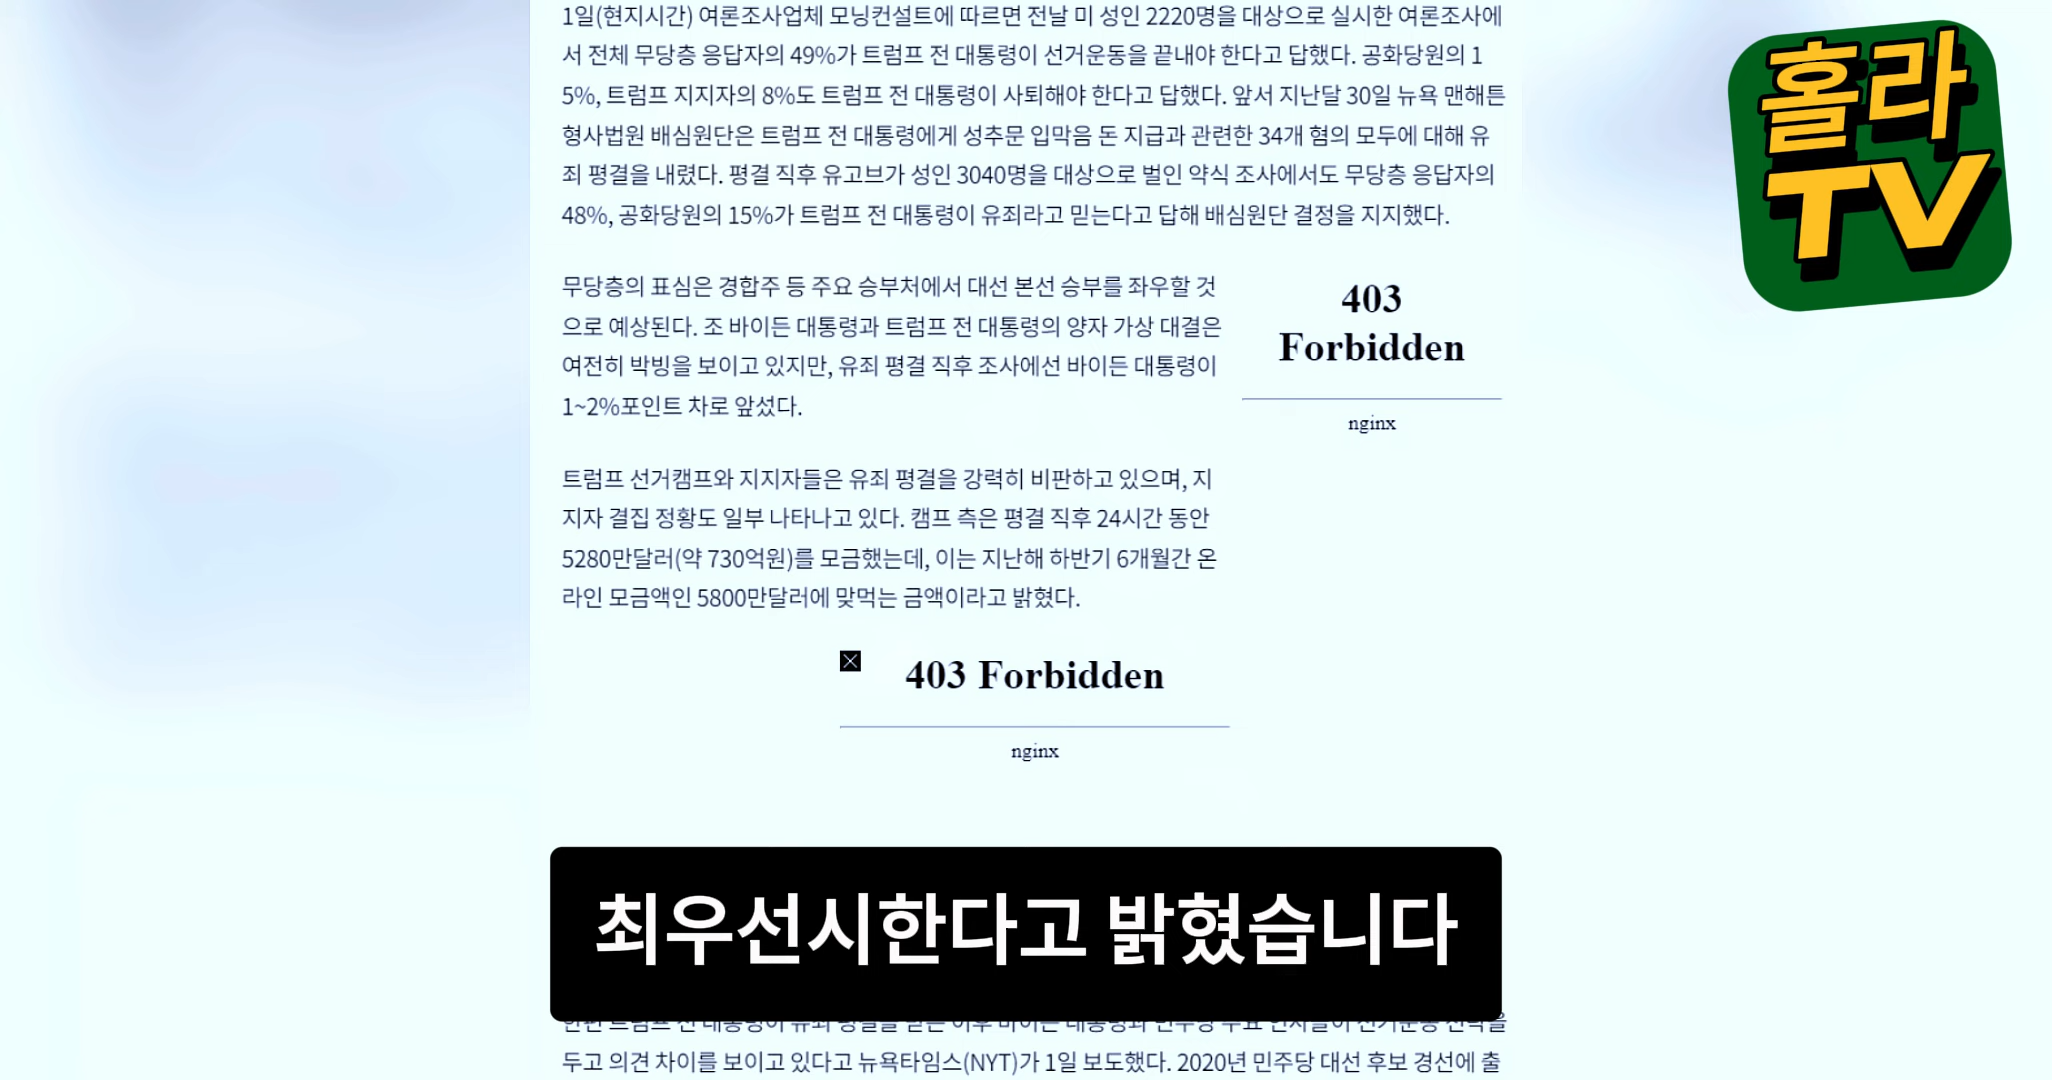 1일(현지시간) 여론조사업체 모닝컨설트에 따르면 전날 미 성인 2220명을 대상으로 실시한 여론조사에
서 전체 무당층 응답자의 49%가 트럼프 전 대통령이 선거운동을 끝내야 한다고 답했다. 공화당원의 1
5%, 트럼프 지지자의 8%도 트럼프 전 대통령이 사퇴해야 한다고 답했다. 앞서 지난달 30일 뉴욕 맨해튼
형사법원 배심원단은 트럼프 전 대통령에게 성추문 입막음 돈 지급과 관련한 34개 혐의 모두에 대해 유
죄 평결을 내렸다. 평결 직후 유고브가 성인 3040명을 대상으로 벌인 약식 조사에서도 무당층 응답자의
48%, 공화당원의 15%가 트럼프 전 대통령이 유죄라고 믿는다고 답해 배심원단 결정을 지지했다.
홀라
TV
무당층의 표심은 경합주 등 주요 승부처에서 대선 본선 승부를 좌우할 것
으로 예상된다. 조 바이든 대통령과 트럼프 전 대통령의 양자 가상 대결은
여전히 박빙을 보이고 있지만, 유죄 평결 직후 조사에선 바이든 대통령이
1~2%포인트 차로 앞섰다.
403
Forbidden
nginx
트럼프 선거캠프와 지지자들은 유죄 평결을 강력히 비판하고 있으며, 지
지자 결집 정황도 일부 나타나고 있다. 캠프 측은 평결 직후 24시간 동안
5280만달러(약 730억원)를 모금했는데, 이는 지난해 하반기 6개월간 온
라인 모금액인 5800만달러에 맞먹는 금액이라고 밝혔다.
403 Forbidden
nginx
최우선시한다고 밝혔습니다
두고 의견 차이를 보이고 있다고 뉴욕타임스(NYT)가 1일 보도했다. 2020년 민주당 대선 후보 경선에 출